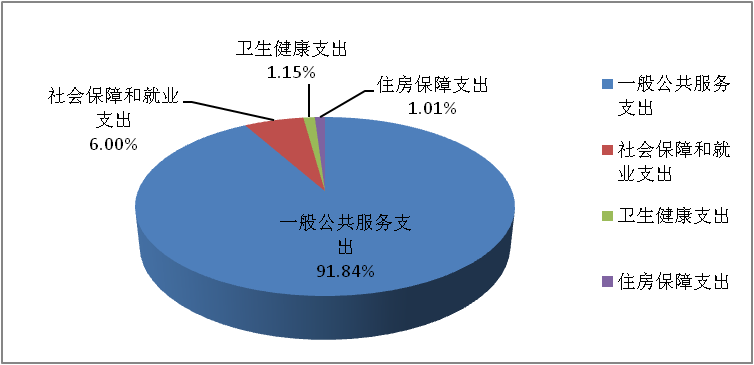 卫生健康支出
1.15%
住房保障支出
1.01%
社会保障和就业
支出
6.00%
一般公共服务支
出
91.84%
一般公共服务
支出
社会保障和就
业支出
卫生健康支出
住房保障支出